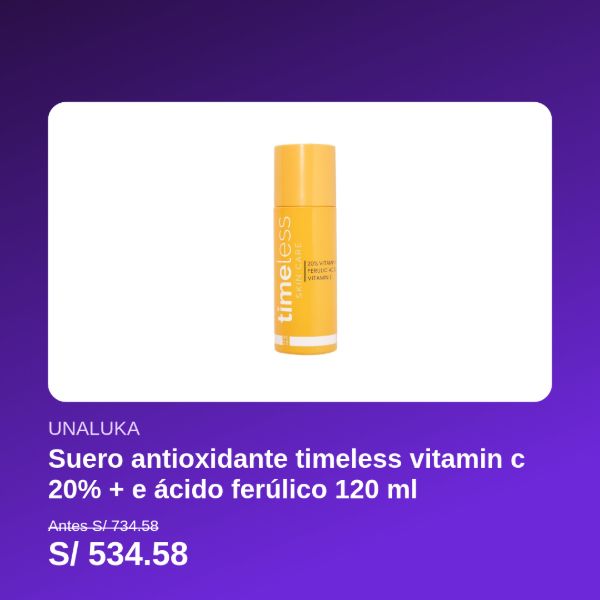 timeless
SKIN CARE
20% VITAMIN
FERULIC AC
VITAMIN E
UNALUKA
Suero antioxidante timeless vitamin c
20% + e ácido ferúlico 120 ml
Antes S/ 734.58
S/ 534.58